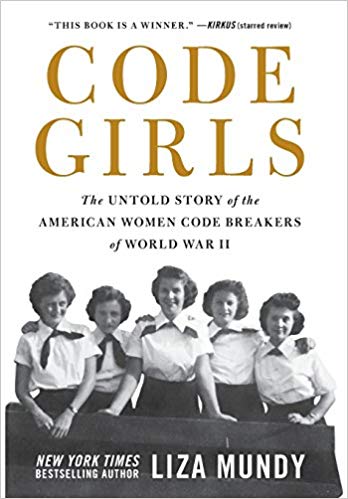 "THIS BOOK IS A WINNER." —KIRKUS (starred review)
CODE
GIRLS
The UNTOLD STORY of the
AMERICAN WOMEN CODE BREAKERS
of WORLD WAR II
NEW YORK TIMES
BESTSELLING AUTHOR
LIZA MUNDY